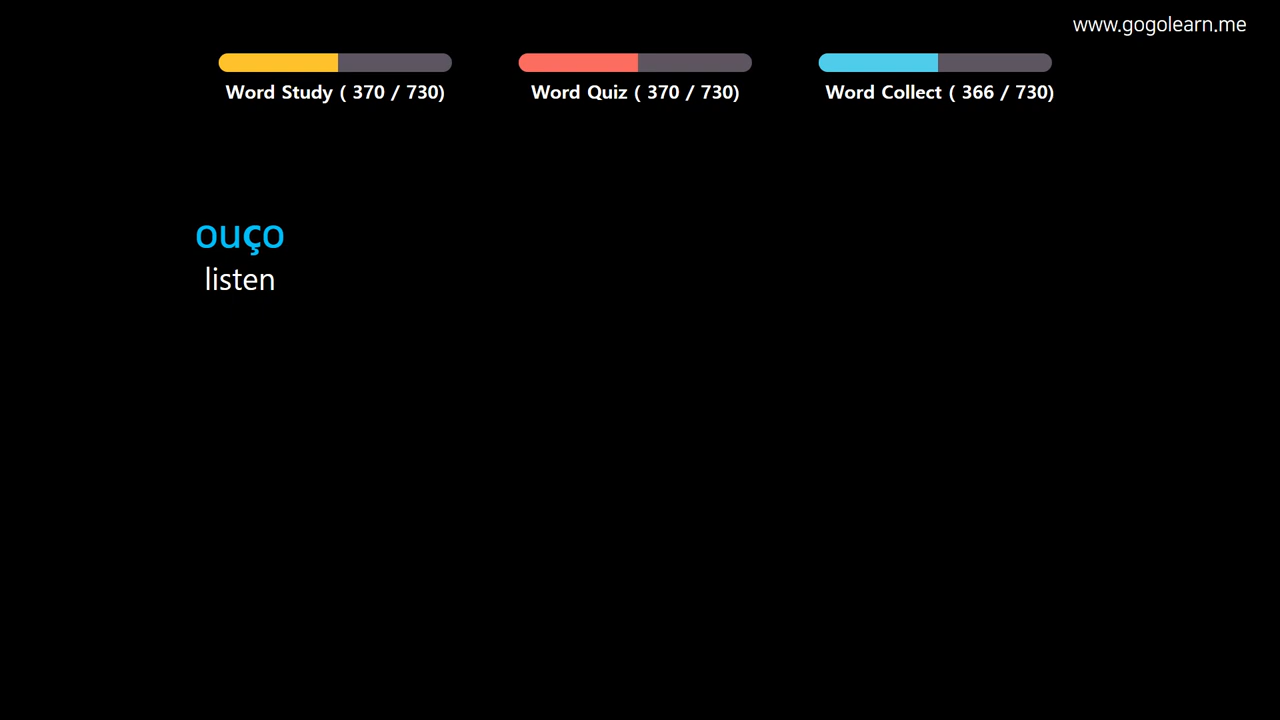 www.gogolearn.me
Word Study ( 370 / 730)
Word Quiz ( 370 / 730)
Word Collect ( 366 / 730)
ouço
listen